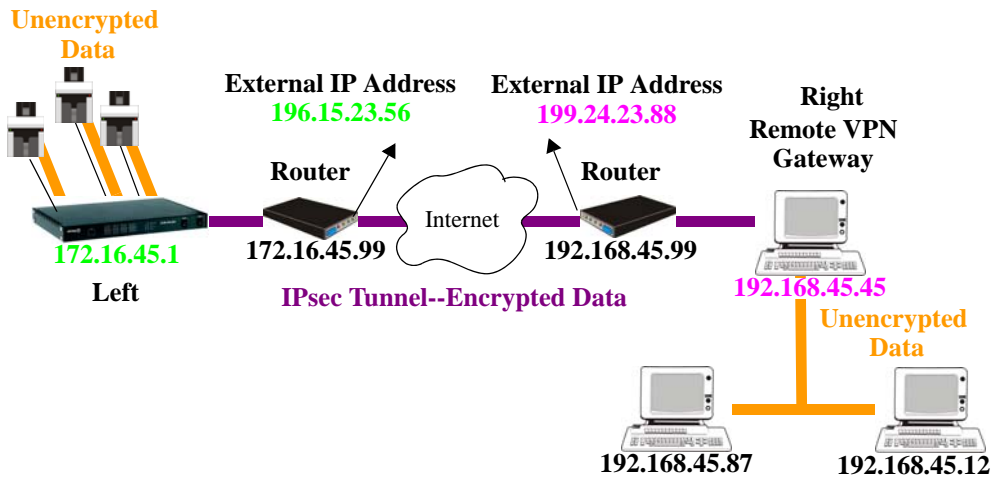 Unencrypted
Data
External IP Address
196.15.23.56
External IP Address
199.24.23.88
Right
Remote VPN
Gateway
Router
Router
Internet
172.16.45.1
172.16.45.99
192.168.45.99
Left
IPsec Tunnel--Encrypted Data
192.168.45.45
Unencrypted
Data
192.168.45.87
192.168.45.12